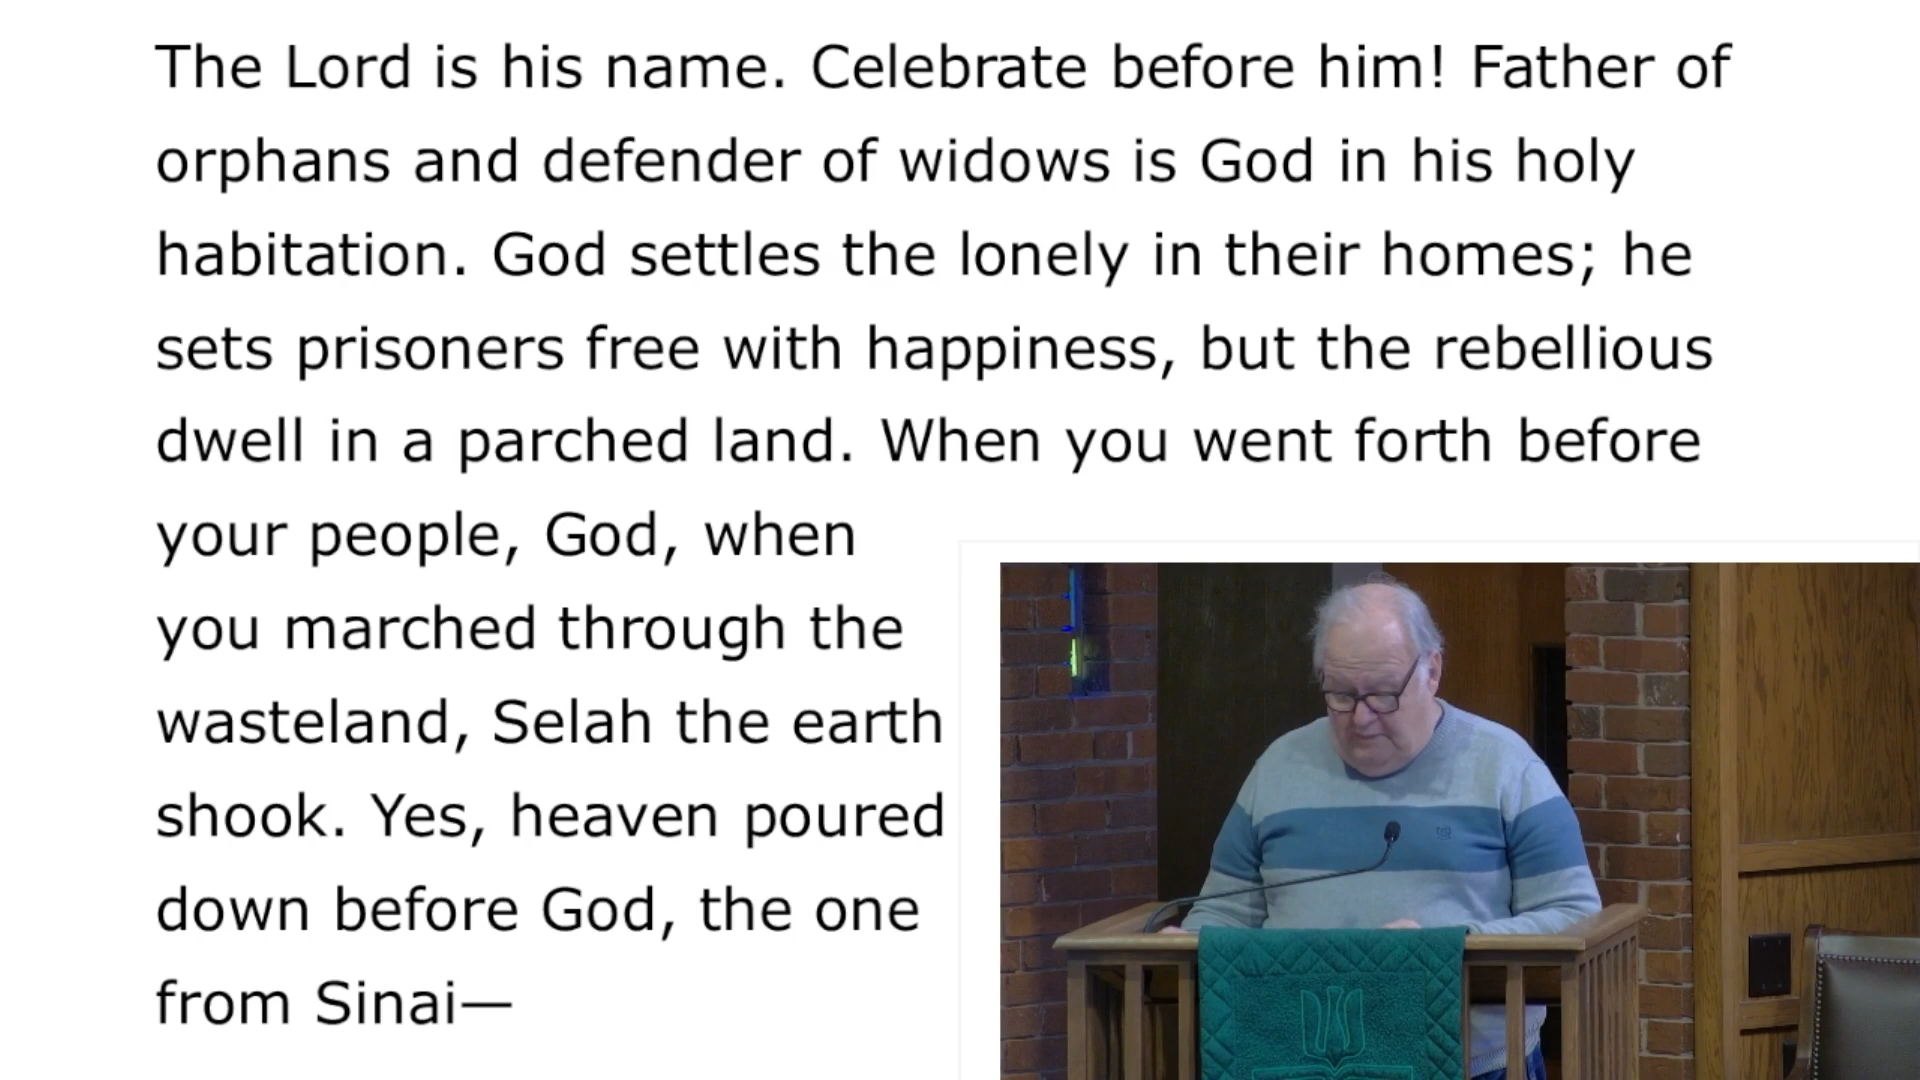 The Lord is his name. Celebrate before him! Father of
orphans and defender of widows is God in his holy
habitation. God settles the lonely in their homes; he
sets prisoners free with happiness, but the rebellious
dwell in a parched land. When you went forth before
your people, God, when
you marched through the
wasteland, Selah the earth
shook. Yes, heaven poured
down before God, the one
from Sinai—